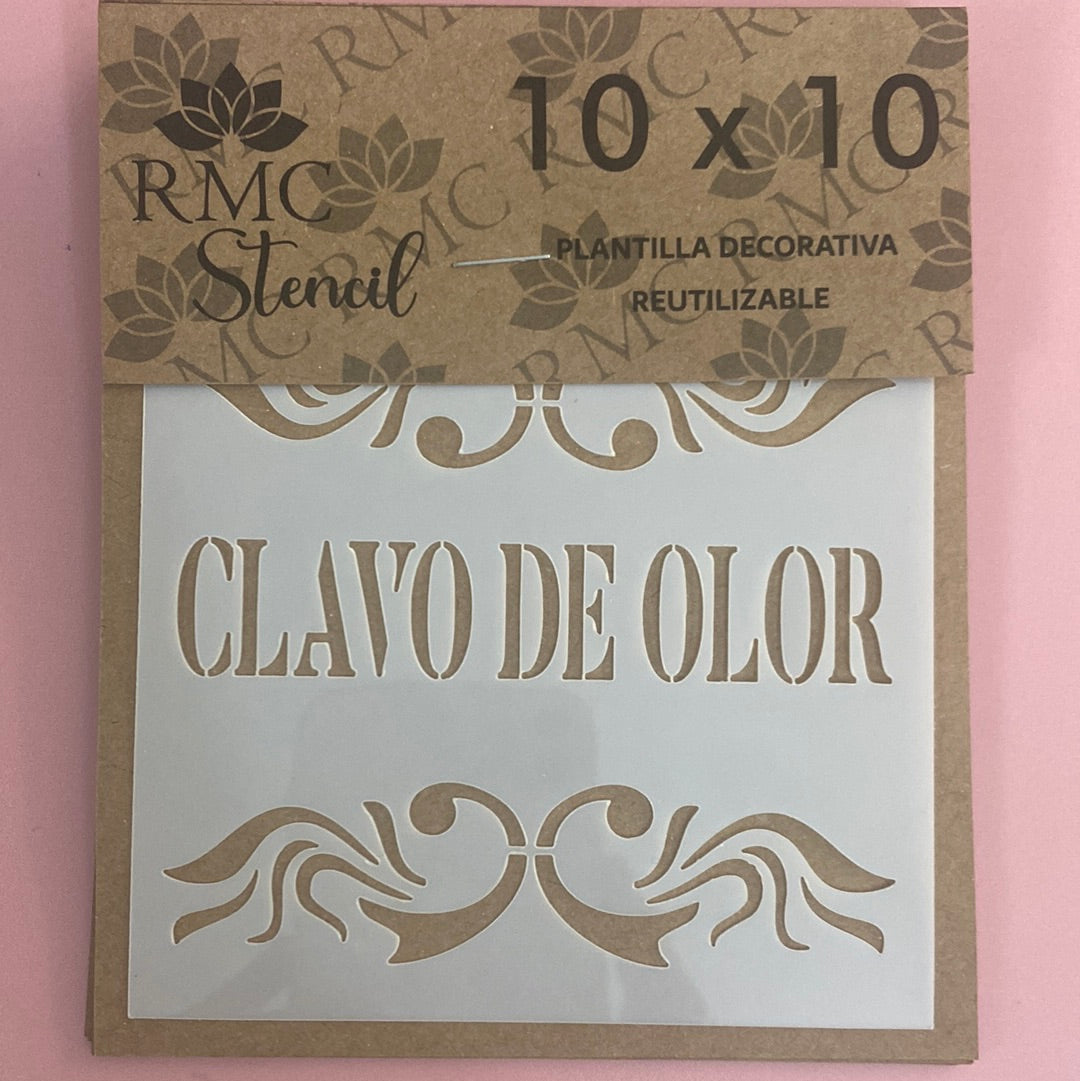 RMC
Stencil
10 x 10
PLANTILLA DECORATIVA
REUTILIZABLE
CLAVO DE OLOR